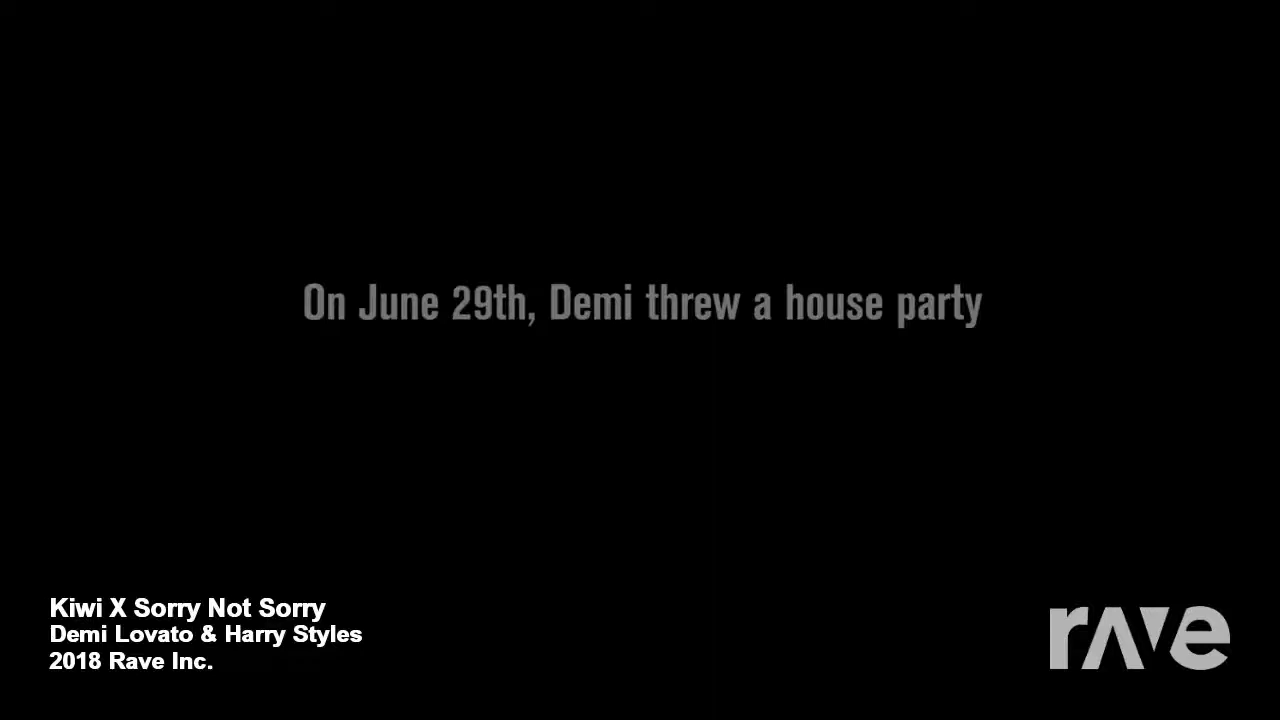 On June 29th, Demi threw a house party
Kiwi X Sorry Not Sorry
Demi Lovato & Harry Styles
2018 Rave Inc.
rave